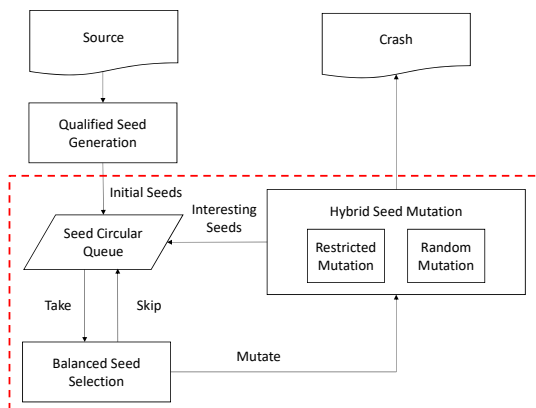 Source
Crash
Qualified Seed
Generation
Initial Seeds
Interesting
Seeds
Hybrid Seed Mutation
Seed Circular
Queue
Restricted
Mutation
Random
Mutation
Take
Skip
Balanced Seed
Selection
Mutate